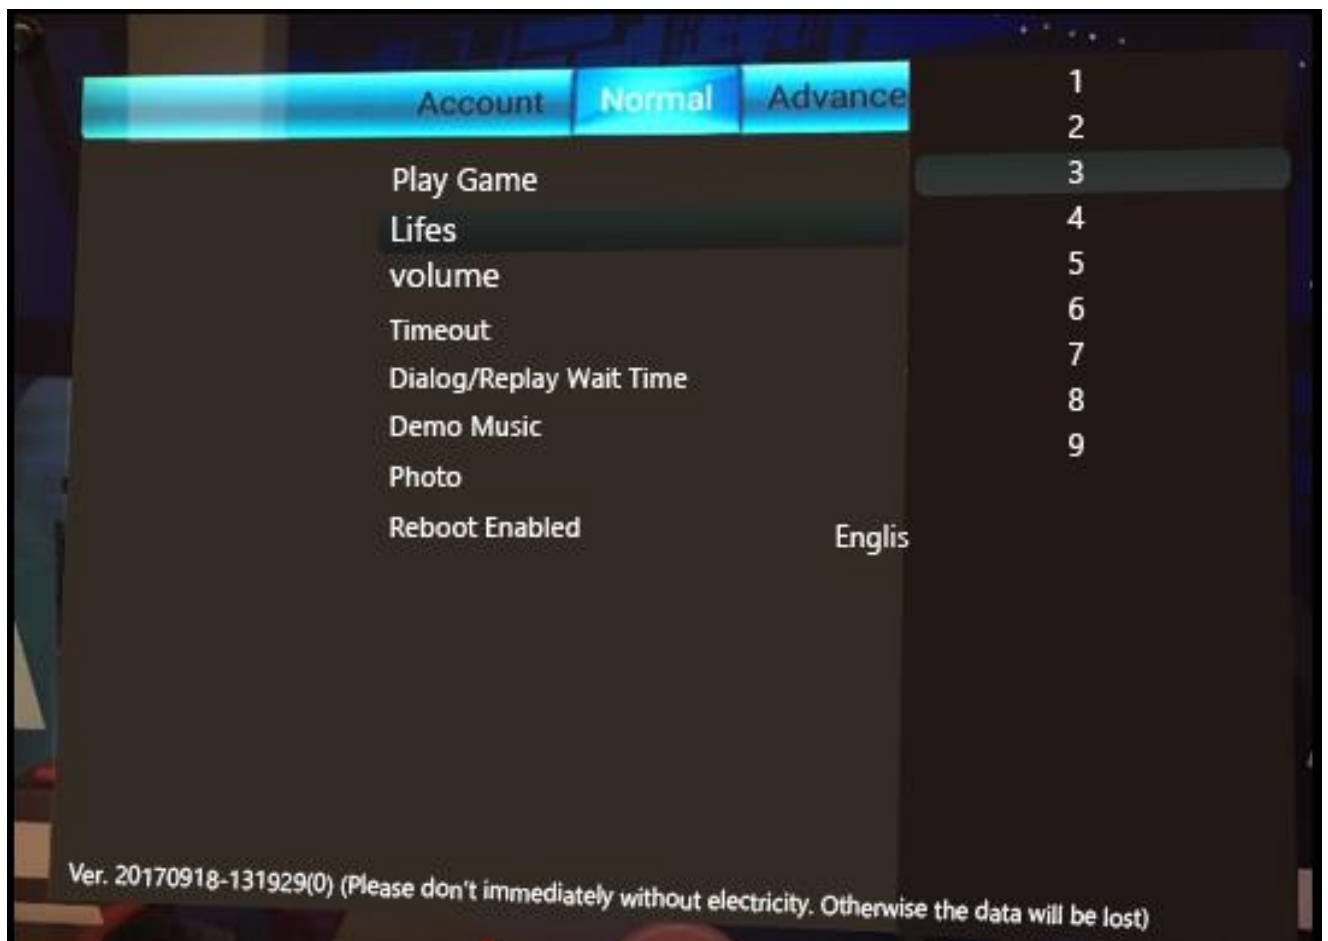 Account Normal Advance
Play Game
Lifes
volume
Timeout
Dialog/Replay Wait Time
Demo Music
Photo
Reboot Enabled
Englis
1
2
3
4
5
6
7
8
9
Ver. 20170918-131929(0) (Please don't immediately without electricity. Otherwise the data will be lost)